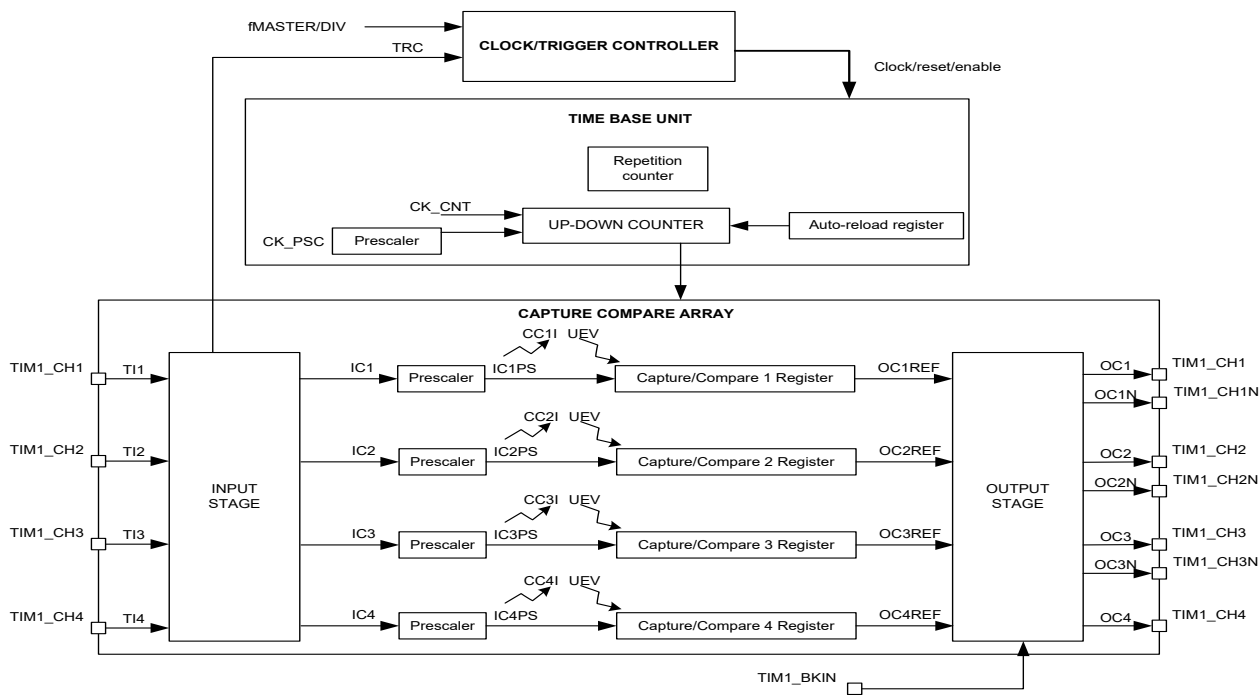 fMASTER/DIV
TRC
CLOCK/TRIGGER CONTROLLER
Clock/reset/enable
TIME BASE UNIT
Repetition
counter
CK_CNT
UP-DOWN COUNTER
Auto-reload register
CK_PSC
Prescaler
CAPTURE COMPARE ARRAY
CC1I UEV
TIM1_CH1
TI1
IC1
Prescaler
IC1PS
Capture/Compare 1 Register
OC1REF
OC1
TIM1_CH1
OC1N
TIM1_CH1N
CC2I UEV
TIM1_CH2
TI2
IC2
Prescaler
IC2PS
Capture/Compare 2 Register
OC2REF
OC2
TIM1_CH2
OC2N
TIM1_CH2N
INPUT
STAGE
OUTPUT
STAGE
CC3I UEV
TIM1_CH3
TI3
IC3
Prescaler
IC3PS
Capture/Compare 3 Register
OC3REF
OC3
TIM1_CH3
OC3N
TIM1_CH3N
CC4I UEV
TIM1_CH4
TI4
IC4
Prescaler
IC4PS
Capture/Compare 4 Register
OC4REF
OC4
TIM1_CH4
TIM1_BKIN